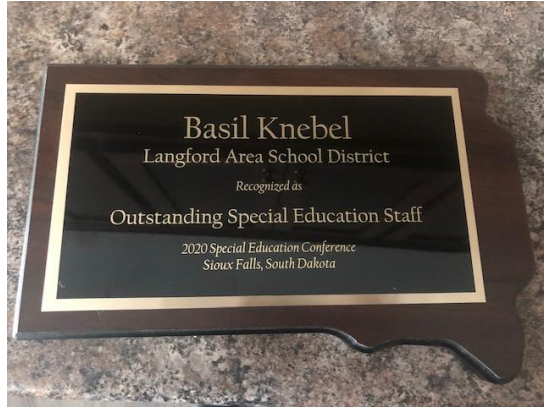 Basil Knebel
Langford Area School District
Recognized as
Outstanding Special Education Staff
2020 Special Education Conference
Sioux Falls, South Dakota